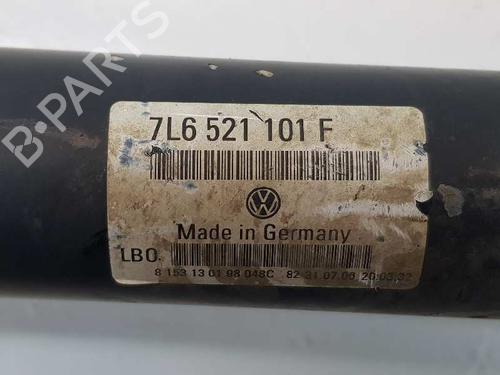 B-PARTS
7L6 521 101 F
VW
Made in Germany
LBO.
8 153 13 01 98 048C 82 31.07.06 20:03:32